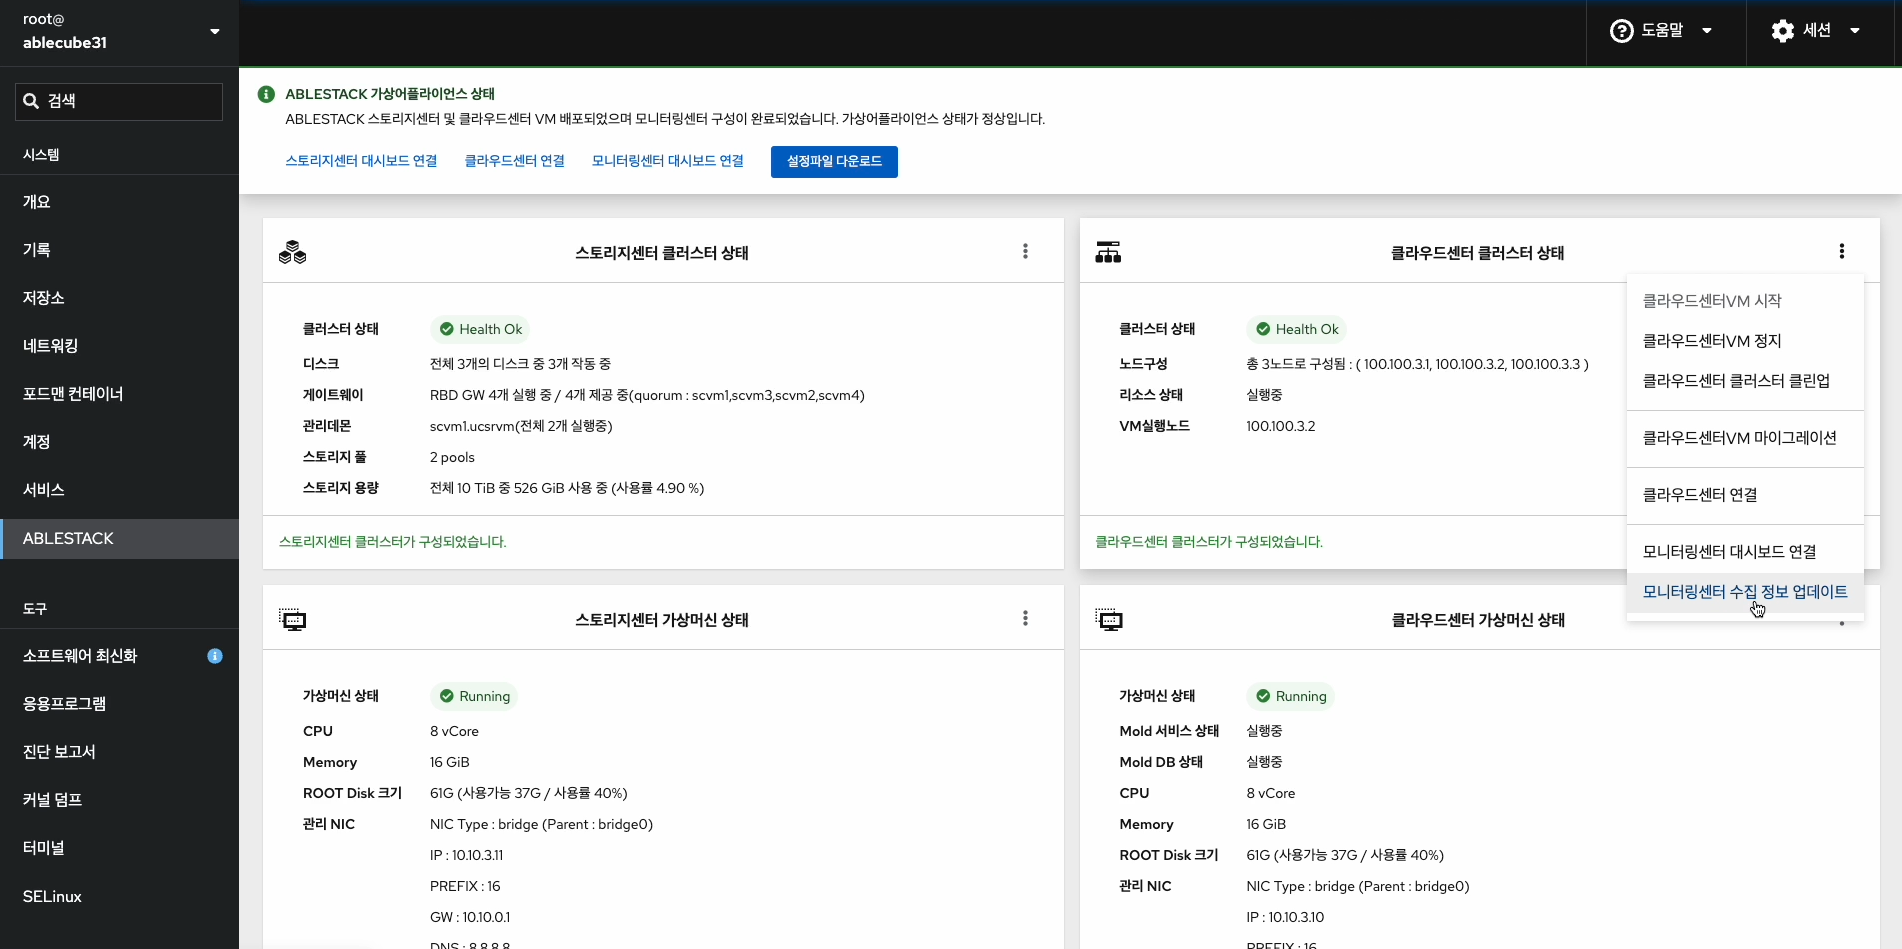 root@
ablecube31
도움말
세션
검색
시스템
개요
기록
저장소
네트워킹
포드맨 컨테이너
계정
서비스
ABLESTACK
도구
소프트웨어 최신화
응용프로그램
진단 보고서
커널 덤프
터미널
SELinux
ABLESTACK 가상어플라이언스 상태
ABLESTACK 스토리지센터 및 클라우드센터 VM 배포되었으며 모니터링센터 구성이 완료되었습니다. 가상어플라이언스 상태가 정상입니다.
스토리지센터 대시보드 연결 클라우드센터 연결 모니터링센터 대시보드 연결 설정파일 다운로드
스토리지센터 클러스터 상태
클러스터 상태 Health Ok
디스크 전체 3개의 디스크 중 3개 작동 중
게이트웨이 RBD GW 4개 실행 중 / 4개 제공 중(quorum : scvm1,scvm3,scvm2,scvm4)
관리데몬 scvm1.ucsrvm(전체 2개 실행중)
스토리지 풀 2 pools
스토리지 용량 전체 10 TiB 중 526 GiB 사용 중 (사용률 4.90 %)
스토리지센터 클러스터가 구성되었습니다.
클라우드센터 클러스터 상태
클러스터 상태 Health Ok
노드구성 총 3노드로 구성됨 : ( 100.100.3.1, 100.100.3.2, 100.100.3.3 )
리소스 상태 실행중
VM실행노드 100.100.3.2
클라우드센터 클러스터가 구성되었습니다.
클라우드센터VM 시작
클라우드센터VM 정지
클라우드센터 클러스터 클린업
클라우드센터VM 마이그레이션
클라우드센터 연결
모니터링센터 대시보드 연결
모니터링센터 수집 정보 업데이트
스토리지센터 가상머신 상태
가상머신 상태 Running
CPU 8 vCore
Memory 16 GiB
ROOT Disk 크기 61G (사용가능 37G / 사용률 40%)
관리 NIC NIC Type : bridge (Parent : bridge0)
IP : 10.10.3.11
PREFIX : 16
GW : 10.10.0.1
DNS : 8.8.8.8
클라우드센터 가상머신 상태
가상머신 상태 Running
Mold 서비스 상태 실행중
Mold DB 상태 실행중
CPU 8 vCore
Memory 16 GiB
ROOT Disk 크기 61G (사용가능 37G / 사용률 40%)
관리 NIC NIC Type : bridge (Parent : bridge0)
IP : 10.10.3.10
PREFIX : 16